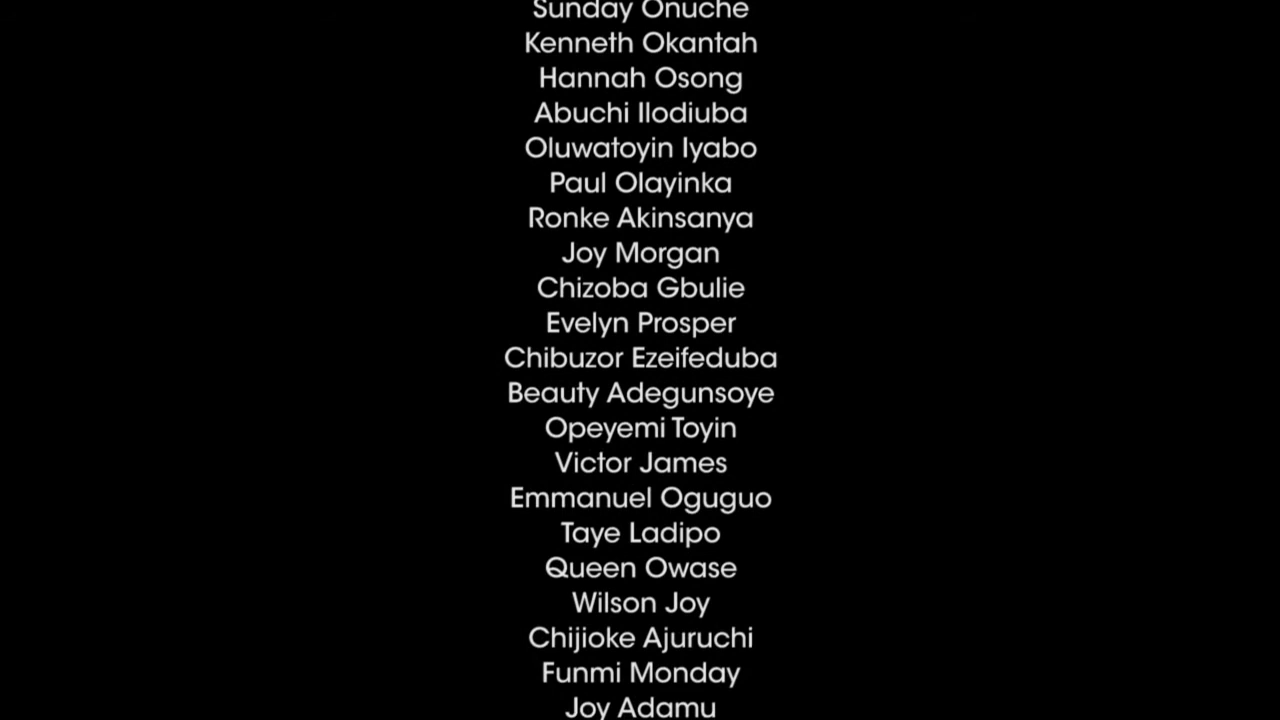 Sunday Onuche
Kenneth Okantah
Hannah Osong
Abuchi Ilodiuba
Oluwatoyin Iyabo
Paul Olayinka
Ronke Akinsanya
Joy Morgan
Chizoba Gbulie
Evelyn Prosper
Chibuzor Ezeifeduba
Beauty Adegunsoye
Opeyemi Toyin
Victor James
Emmanuel Oguguo
Taye Ladipo
Queen Owase
Wilson Joy
Chijioke Ajuruchi
Funmi Monday
Joy Adamu